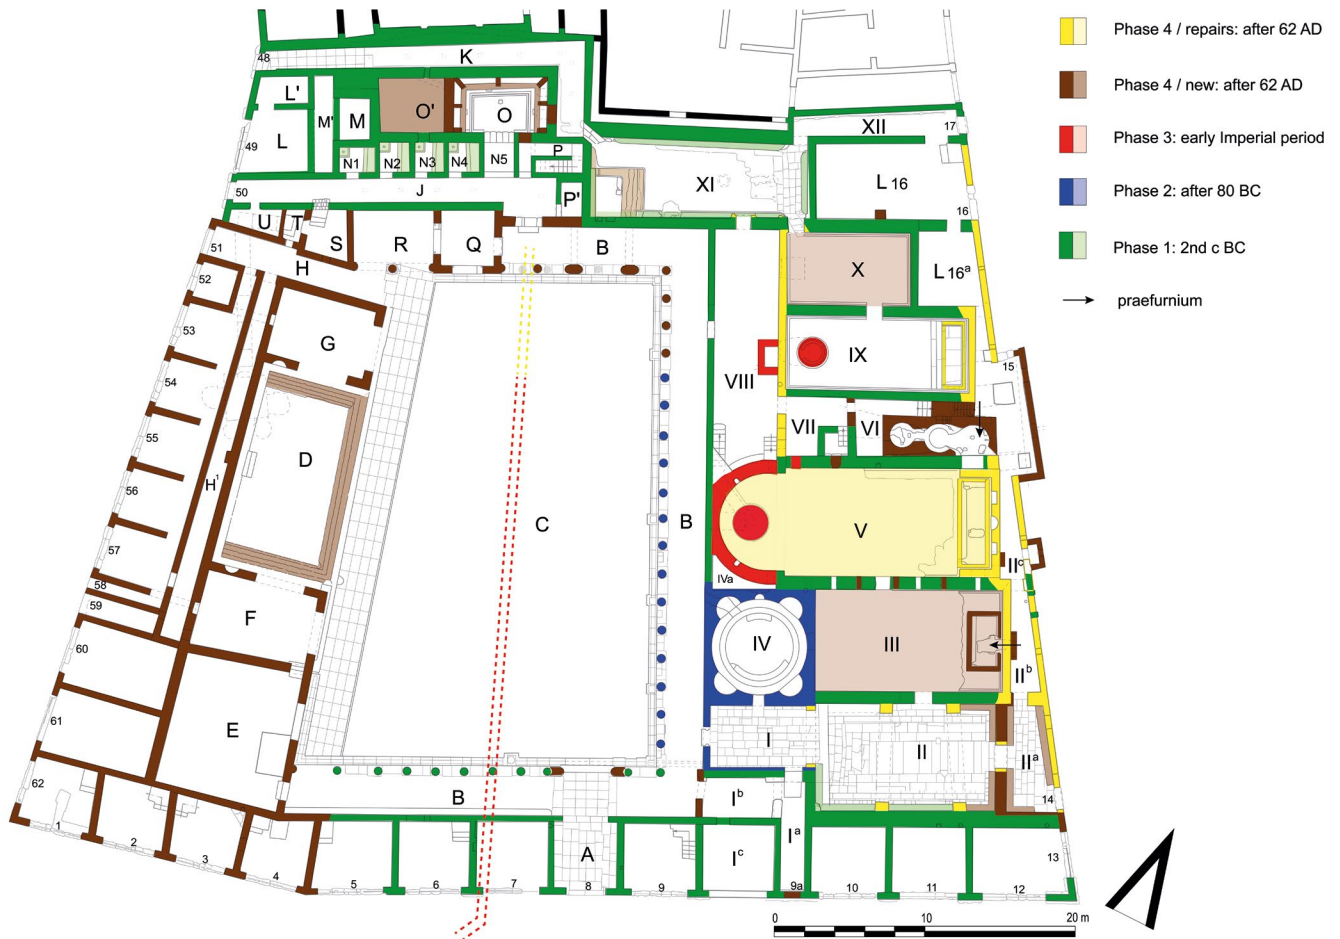 Phase 4 / repairs: after 62 AD
Phase 4 / new: after 62 AD
Phase 3: early Imperial period
Phase 2: after 80 BC
Phase 1: 2nd c BC
praefurnium
48
K
L'
M'
M
O'
O
XII
17
49
L
N1
N2
N3
N4
N5
P
XI
L 16
50
J
P'
16
U
T
S
R
Q
B
51
H
X
L 16ª
52
53
G
IX
15
54
VIII
55
VII
VI
D
56
H¹
C
B
V
57
IIᶜ
58
IVa
59
F
60
IV
III
IIᵇ
61
E
I
II
IIª
62
B
Iᵇ
14
1
2
3
4
5
6
7
A
8
9
Iᶜ
Iª
9a
10
11
12
13
0
10
20 m